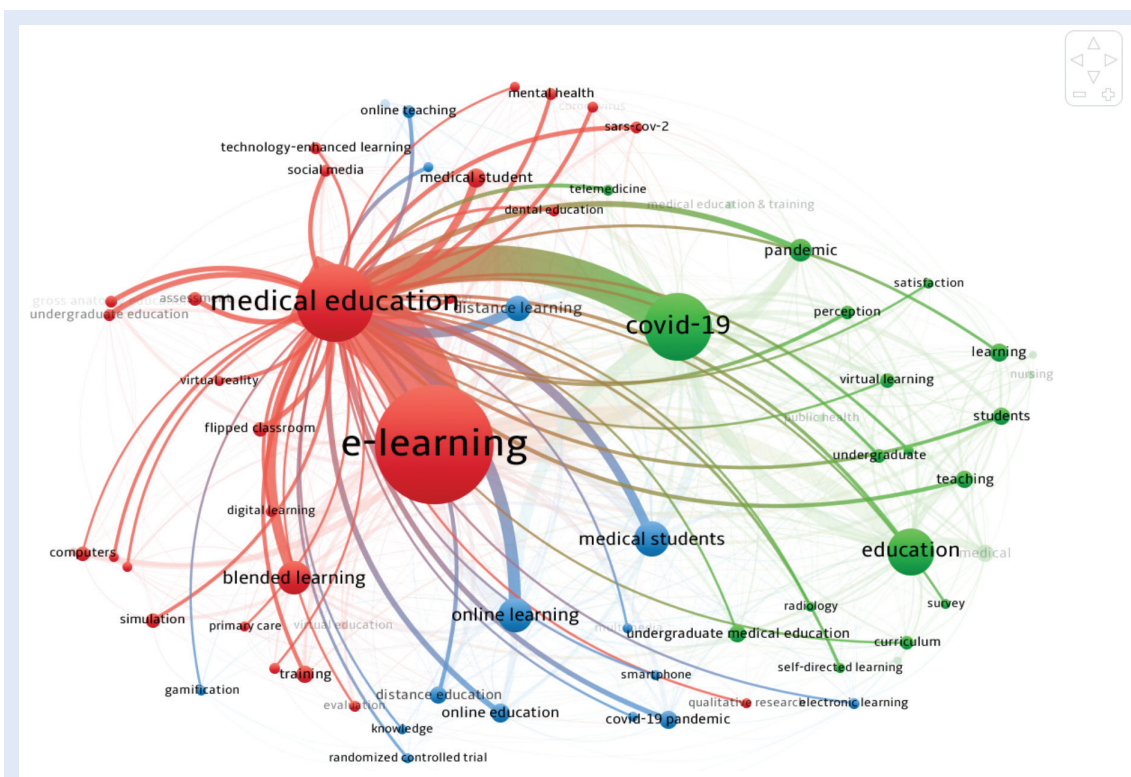 mental health
coronavirus
online teaching
sars-cov-2
technology-enhanced learning
social media
medical student
telemedicine
medical education & training
dental education
pandemic
satisfaction
gross anatomy education
assessment
medical education
distance learning
undergraduate education
covid-19
perception
learning
nursing
virtual reality
virtual learning
public health
students
flipped classroom
e-learning
undergraduate
teaching
digital learning
medical students
education
medical
computers
blended learning
online learning
radiology
survey
simulation
primary care
virtual education
multimedia
undergraduate medical education
curriculum
self-directed learning
training
smartphone
gamification
distance education
evaluation
online education
covid-19 pandemic
qualitative research
electronic learning
knowledge
randomized controlled trial